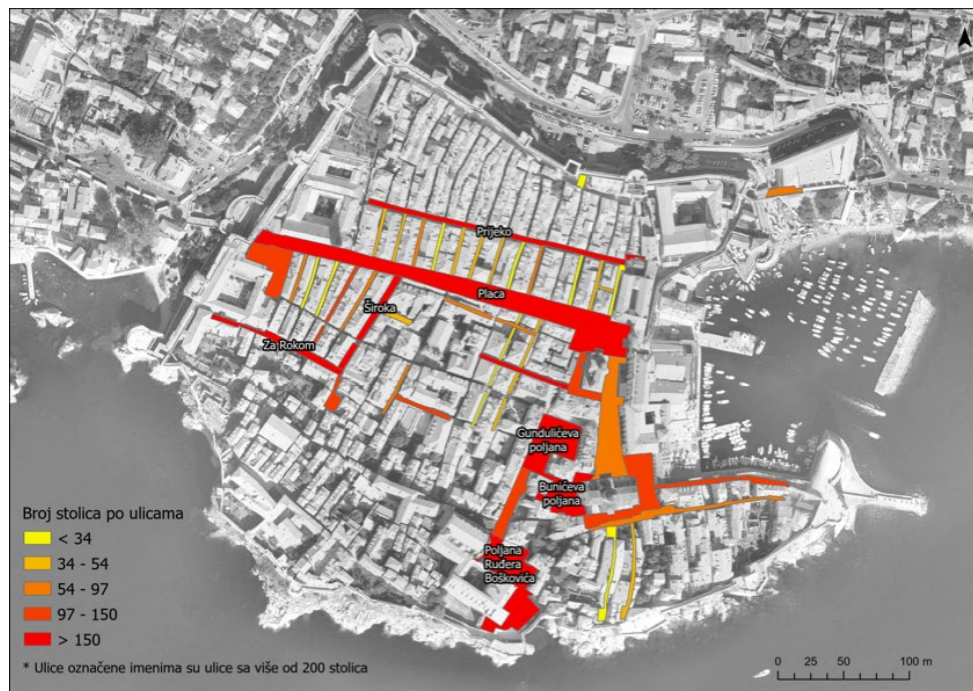 Prijeko
Placa
Široka
Za Rokom
Gundulićeva
poljana
Bunićeva
poljana
Poljana
Ruđera
Boškovića
Broj stolica po ulicama
< 34
34 - 54
54 - 97
97 - 150
> 150
* Ulice označene imenima su ulice sa više od 200 stolica
0 25 50 100 m